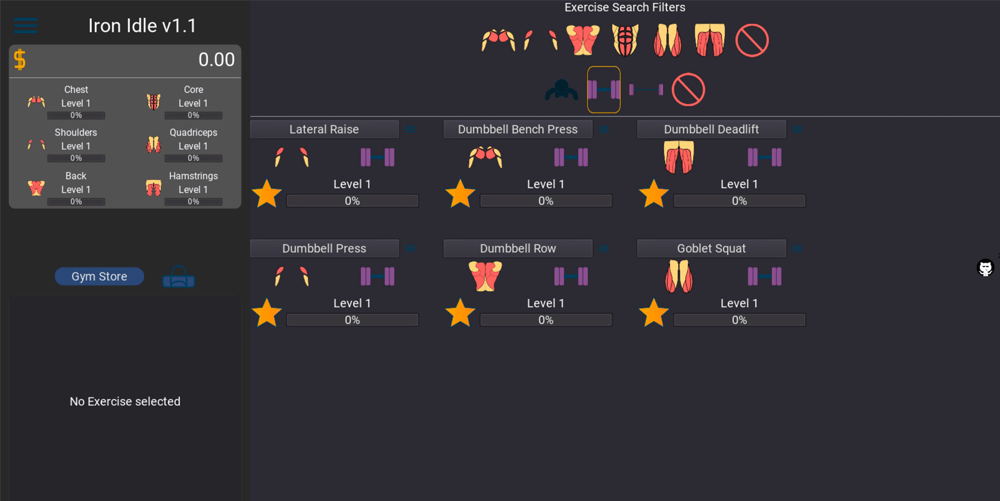 Iron Idle v1.1
$ 0.00
Chest Core
Level 1 Level 1
0% 0%
Shoulders Quadriceps
Level 1 Level 1
0% 0%
Back Hamstrings
Level 1 Level 1
0% 0%
Gym Store
No Exercise selected
Exercise Search Filters
Lateral Raise Dumbbell Bench Press Dumbbell Deadlift
Level 1 Level 1 Level 1
0% 0% 0%
Dumbbell Press Dumbbell Row Goblet Squat
Level 1 Level 1 Level 1
0% 0% 0%